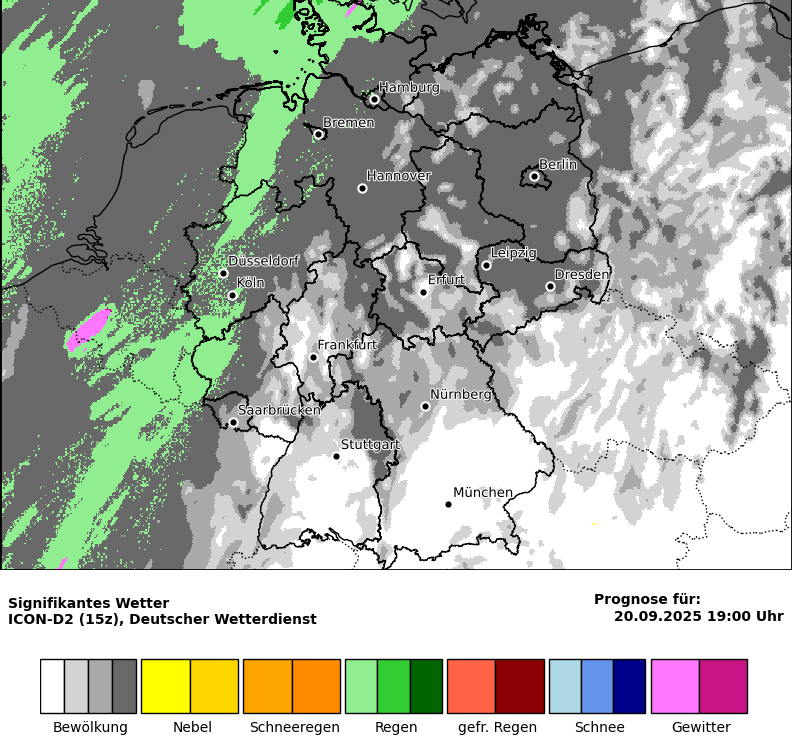 Hamburg
Bremen
Berlin
Hannover
Leipzig
Düsseldorf
Dresden
Köln
Erfurt
Frankfurt
Nürnberg
Saarbrücken
Stuttgart
München
Signifikantes Wetter
ICON-D2 (15z), Deutscher Wetterdienst
Prognose für:
20.09.2025 19:00 Uhr
Bewölkung Nebel Schneeregen Regen gefr. Regen Schnee Gewitter